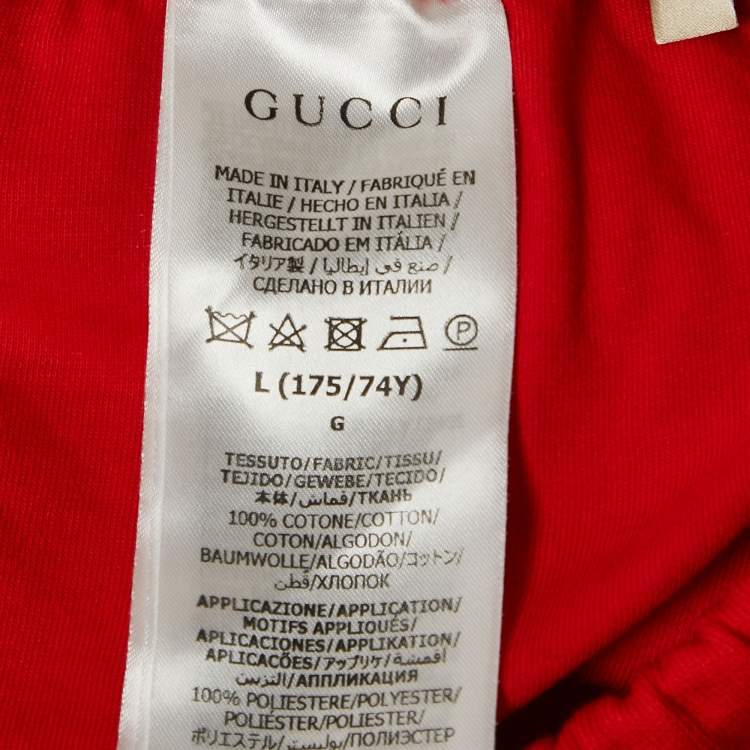 GUCCI
MADE IN ITALY / FABRIQUÉ EN
ITALIE / HECHO EN ITALIA /
HERGESTELLT IN ITALIEN /
FABRICADO EM ITÁLIA /
イタリア製 / صنع في إيطاليا /
СДЕЛАНО В ИТАЛИИ
P
L (175/74Y)
G
TESSUTO/FABRIC/TISSU/
TEJIDO/GEWEBE/TECIDO/
本体/قماش/ТКАНЬ
100% COTONE/COTTON/
COTON/ALGODON/
BAUMWOLLE/ALGODÃO/コットン/
قطن/ХЛОПОК
APPLICAZIONE/APPLICATION/
MOTIFS APPLIQUÉS/
APLICACIONES/APPLIKATION/
APLICAÇÕES/アップリケ/أقمشة
التزيين/АППЛИКАЦИЯ
100% POLIESTERE/POLYESTER/
POLIÉSTER/POLIESTER/
ポリエステル/بوليستر/ПОЛИЭСТЕР